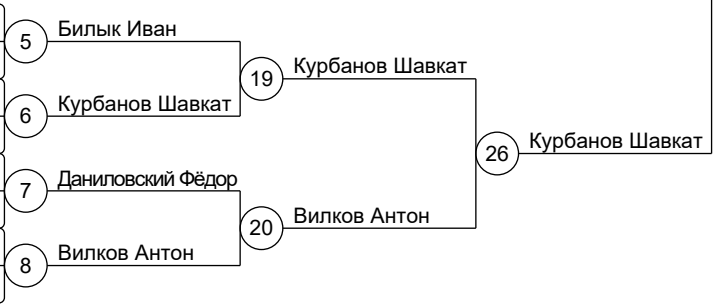 5 Билык Иван
19 Курбанов Шавкат
6 Курбанов Шавкат
26 Курбанов Шавкат
7 Даниловский Фёдор
20 Вилков Антон
8 Вилков Антон